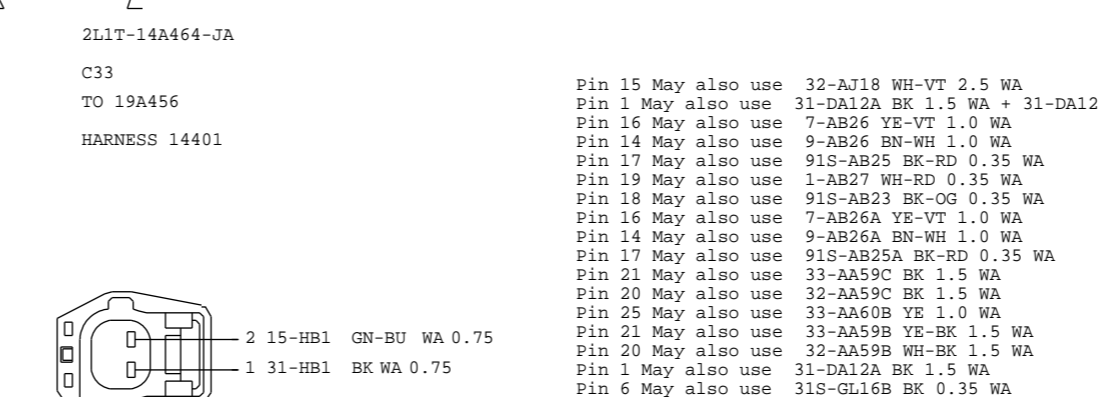 2L1T-14A464-JA
C33
TO 19A456
HARNESS 14401
2 15-HB1 GN-BU WA 0.75
1 31-HB1 BK WA 0.75
Pin 15 May also use 32-AJ18 WH-VT 2.5 WA
Pin 1 May also use 31-DA12A BK 1.5 WA + 31-DA12
Pin 16 May also use 7-AB26 YE-VT 1.0 WA
Pin 14 May also use 9-AB26 BN-WH 1.0 WA
Pin 17 May also use 91S-AB25 BK-RD 0.35 WA
Pin 19 May also use 1-AB27 WH-RD 0.35 WA
Pin 18 May also use 91S-AB23 BK-OG 0.35 WA
Pin 16 May also use 7-AB26A YE-VT 1.0 WA
Pin 14 May also use 9-AB26A BN-WH 1.0 WA
Pin 17 May also use 91S-AB25A BK-RD 0.35 WA
Pin 21 May also use 33-AA59C BK 1.5 WA
Pin 20 May also use 32-AA59C BK 1.5 WA
Pin 25 May also use 33-AA60B YE 1.0 WA
Pin 21 May also use 33-AA59B YE-BK 1.5 WA
Pin 20 May also use 32-AA59B WH-BK 1.5 WA
Pin 1 May also use 31-DA12A BK 1.5 WA
Pin 6 May also use 31S-GL16B BK 0.35 WA